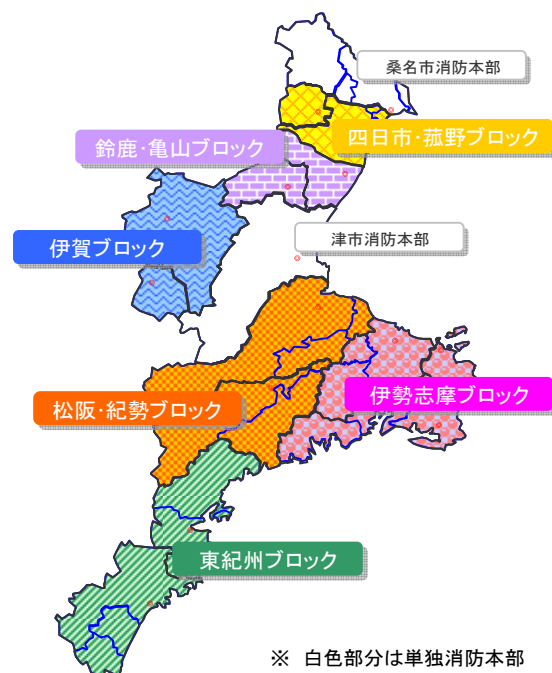 桑名市消防本部
四日市・菰野ブロック
鈴鹿・亀山ブロック
伊賀ブロック
津市消防本部
伊勢志摩ブロック
松阪・紀勢ブロック
東紀州ブロック
※ 白色部分は単独消防本部